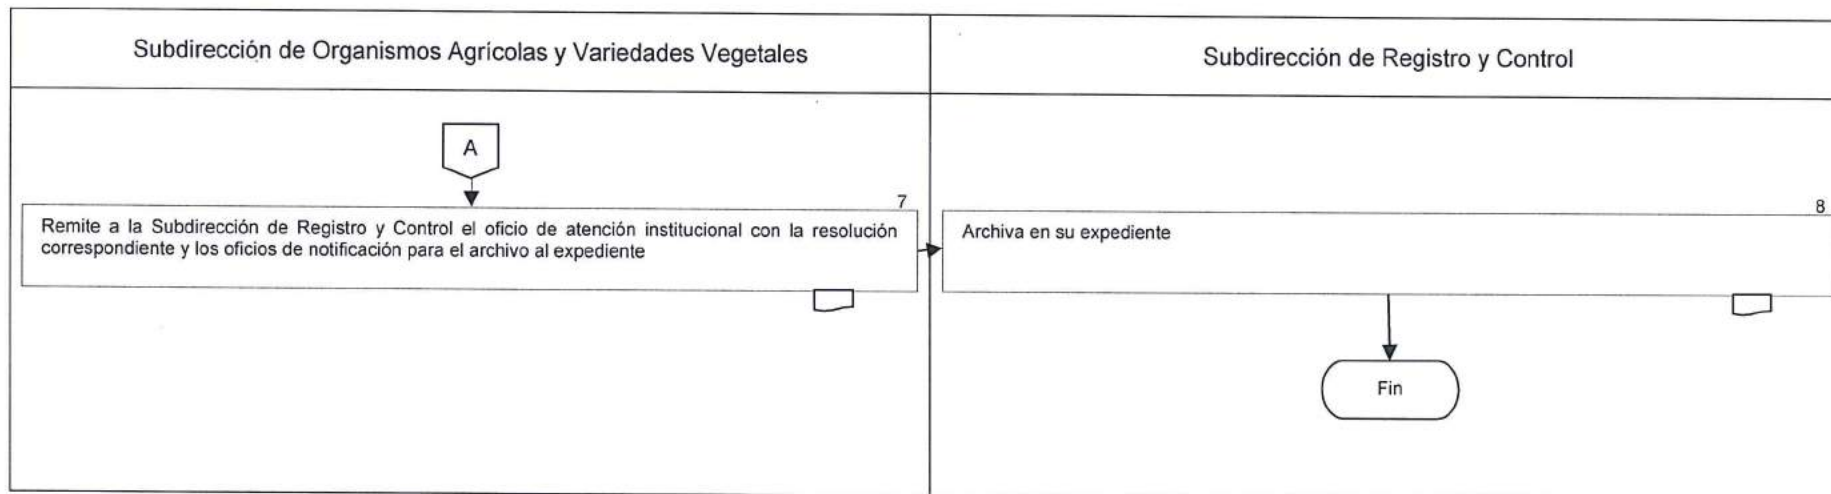 Subdirección de Organismos Agrícolas y Variedades Vegetales
Subdirección de Registro y Control
A
7
Remite a la Subdirección de Registro y Control el oficio de atención institucional con la resolución
correspondiente y los oficios de notificación para el archivo al expediente
8
Archiva en su expediente
Fin